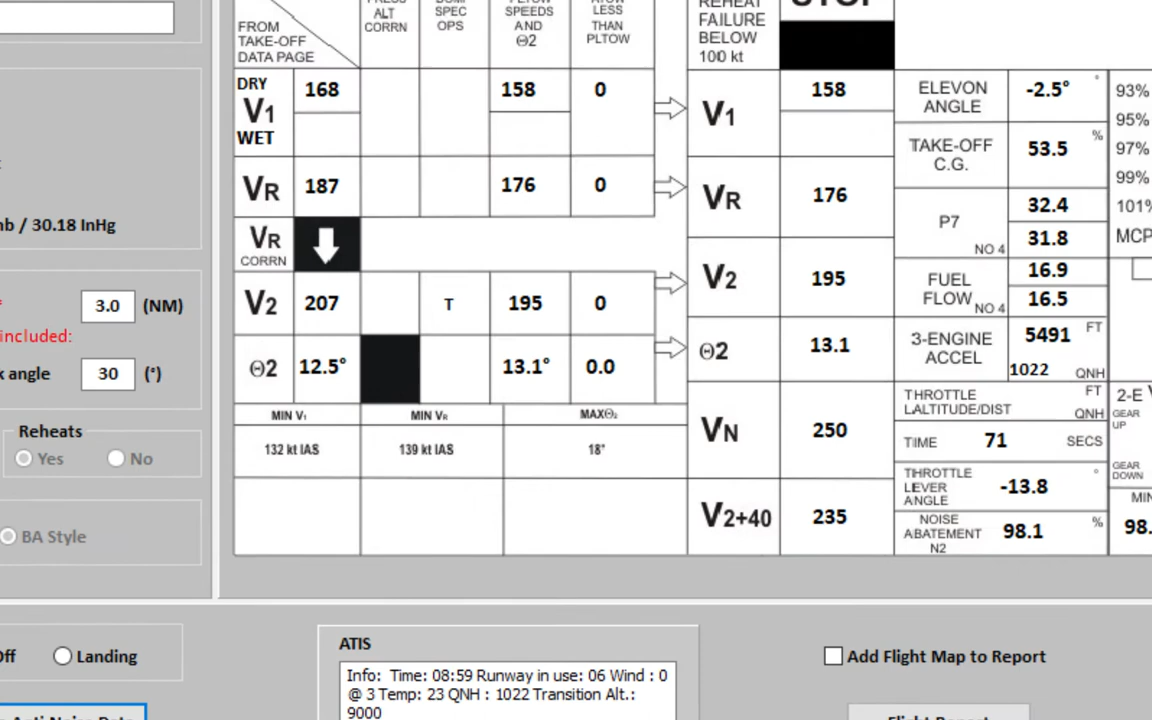 ALT
CORRN
SPEC
OPS
SPEEDS
AND
Θ2
LESS
THAN
PLTOW
REHEAT
FAILURE
BELOW
100 kt
STOP
FROM
TAKE-OFF
DATA PAGE
DRY
V1
WET
168
158
0
V1
158
ELEVON
ANGLE
-2.5°
°
93%
95%
TAKE-OFF
C.G.
53.5
%
97%
99%
VR
187
176
0
VR
176
P7
NO 4
32.4
31.8
101%
MCP
nb / 30.18 InHg
VR
CORRN
V2
207
T
195
0
V2
195
FUEL
FLOW NO 4
16.9
16.5
3.0 (NM)
included:
k angle 30 (°)
Θ2
12.5°
13.1°
0.0
Θ2
13.1
3-ENGINE
ACCEL
5491 FT
1022 QNH
MIN V1
MIN VR
MAXΘ2
132 kt IAS
139 kt IAS
18°
VN
250
THROTTLE
LALTITUDE/DIST
FT
QNH
2-E V
GEAR
UP
TIME 71 SECS
GEAR
DOWN
Reheats
Yes No
BA Style
V2+40
235
THROTTLE
LEVER
ANGLE
-13.8
°
MIN
NOISE
ABATEMENT
N2
98.1
%
98.
Off Landing
ATIS
Info: Time: 08:59 Runway in use: 06 Wind : 0
@ 3 Temp: 23 QNH : 1022 Transition Alt.:
9000
Add Flight Map to Report
Flight Report